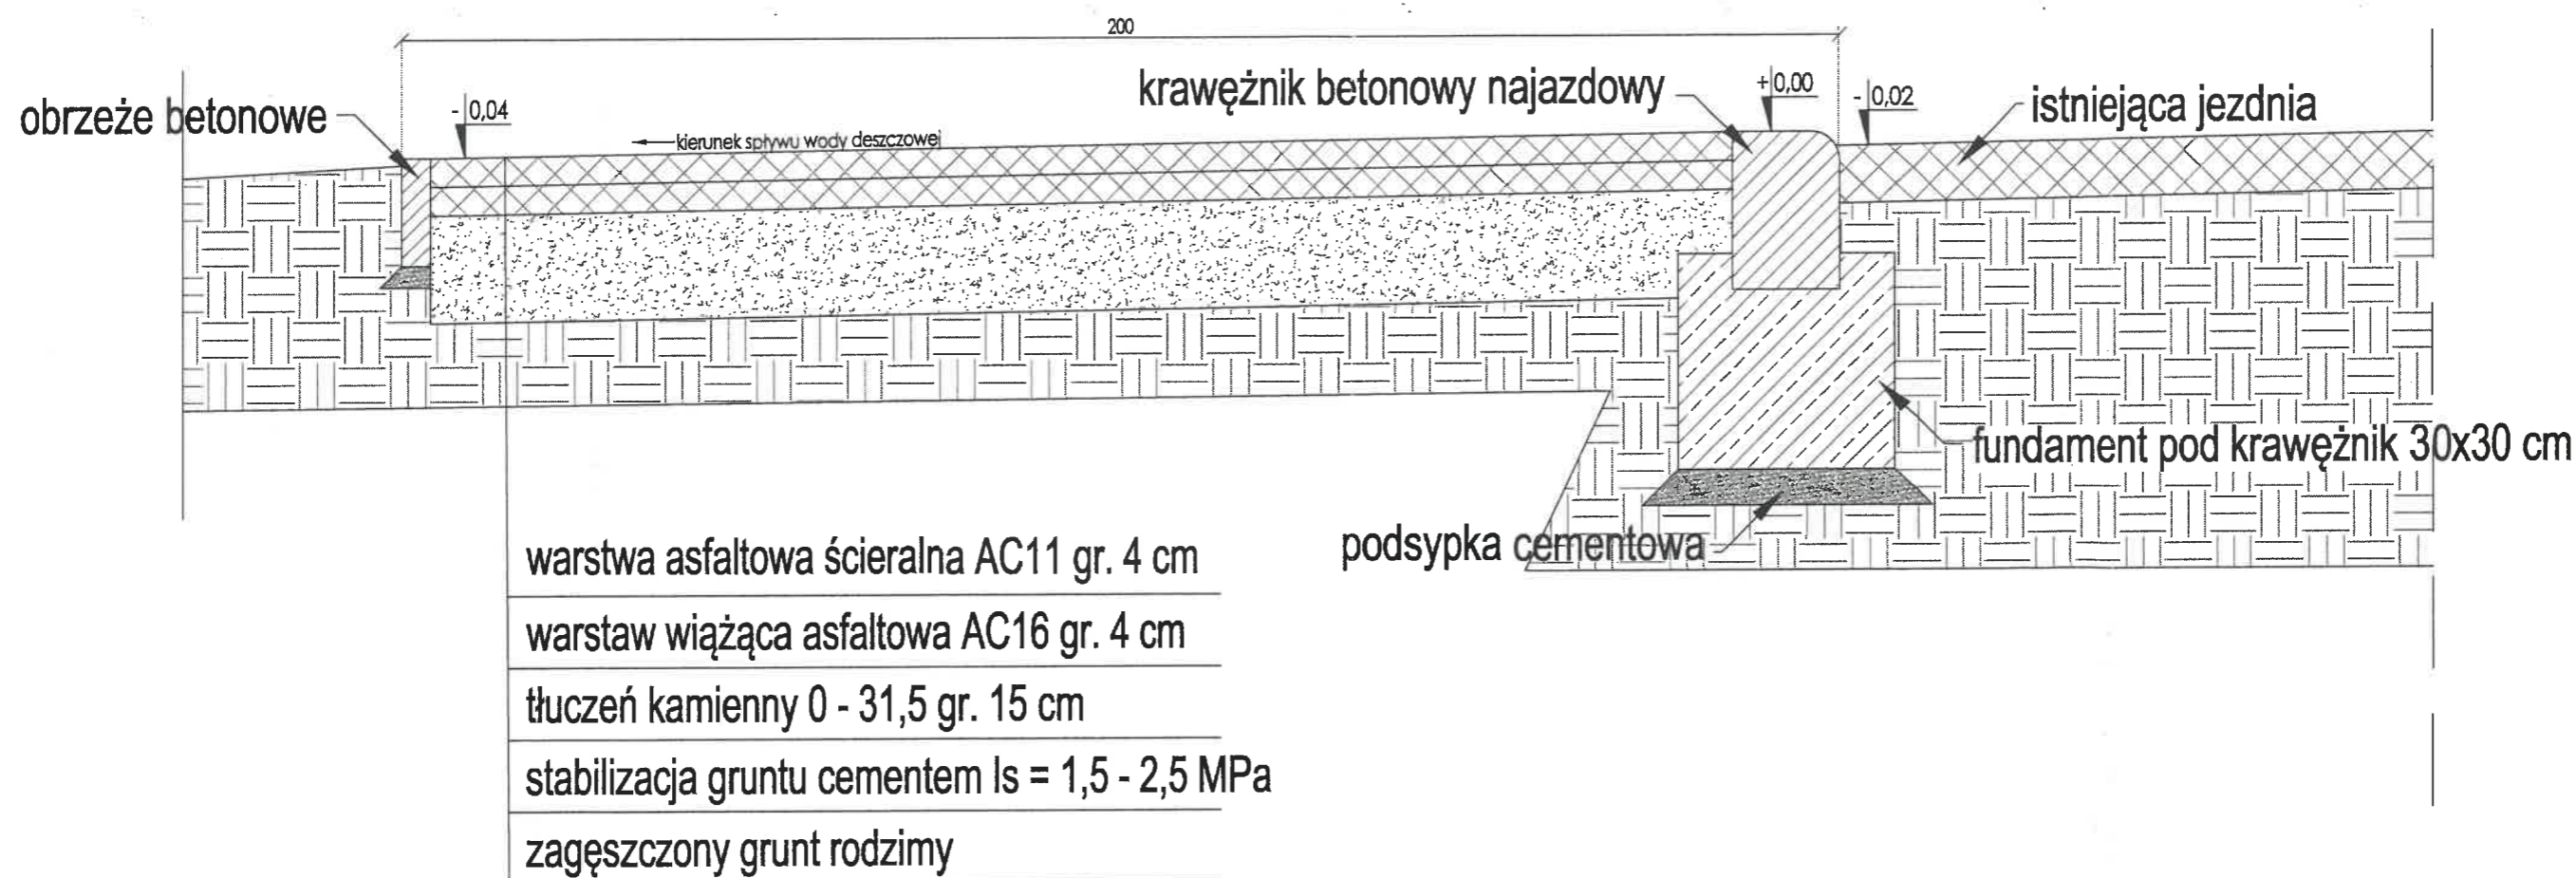 200
krawężnik betonowy najazdowy
+0,00
-0,02
istniejąca jezdnia
obrzeże betonowe
-0,04
kierunek spływu wody deszczowej
fundament pod krawężnik 30x30 cm
podsypka cementowa
warstwa asfaltowa ścieralna AC11 gr. 4 cm
warstaw wiążąca asfaltowa AC16 gr. 4 cm
tłuczeń kamienny 0 - 31,5 gr. 15 cm
stabilizacja gruntu cementem Is = 1,5 - 2,5 MPa
zagęszczony grunt rodzimy